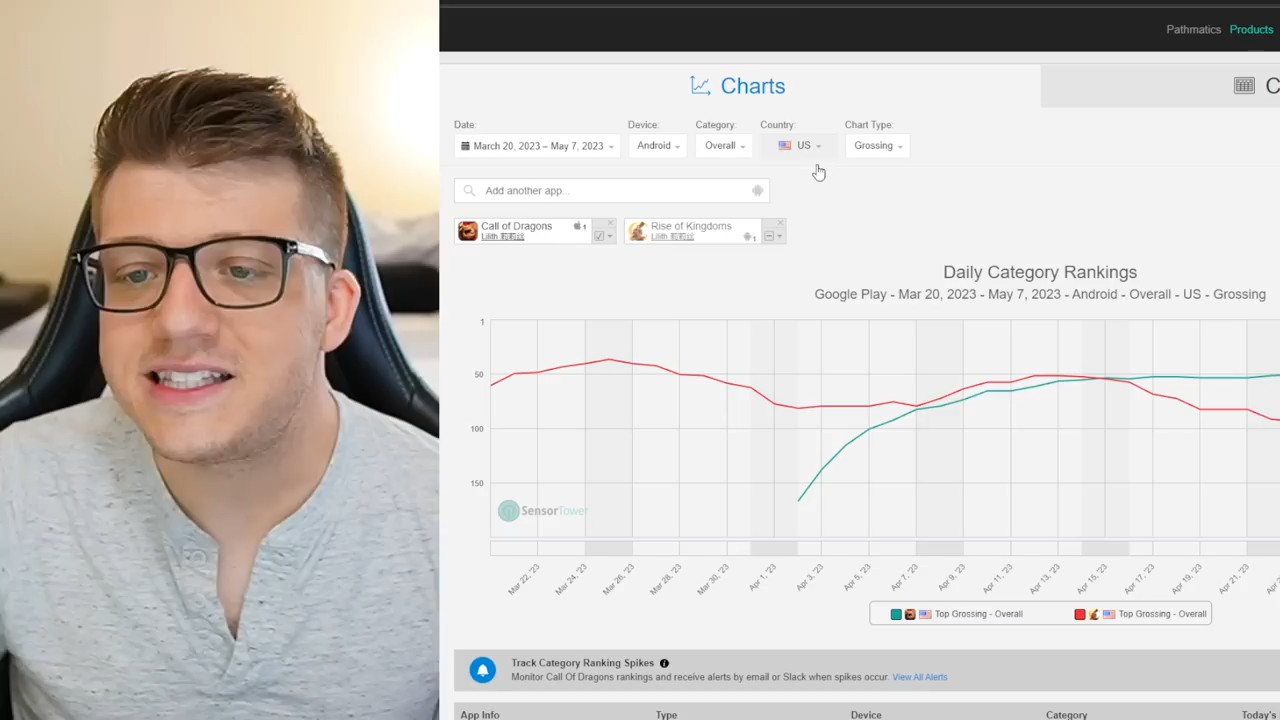 Pathmatics Products
Charts
C
Date: Device: Category: Country: Chart Type:
March 20, 2023 – May 7, 2023 Android Overall US Grossing
Add another app...
Call of Dragons 1
Lilith 莉莉丝
Rise of Kingdoms
Lilith 莉莉丝 1
Daily Category Rankings
Google Play - Mar 20, 2023 - May 7, 2023 - Android - Overall - US - Grossing
1
50
100
150
SensorTower
Mar 22, '23 Mar 24, '23 Mar 26, '23 Mar 28, '23 Mar 30, '23 Apr 1, '23 Apr 3, '23 Apr 5, '23 Apr 7, '23 Apr 9, '23 Apr 11, '23 Apr 13, '23 Apr 15, '23 Apr 17, '23 Apr 19, '23 Apr 21, '23
Top Grossing - Overall Top Grossing - Overall
Track Category Ranking Spikes
Monitor Call Of Dragons rankings and receive alerts by email or Slack when spikes occur. View All Alerts
App Info Type Device Category Today's